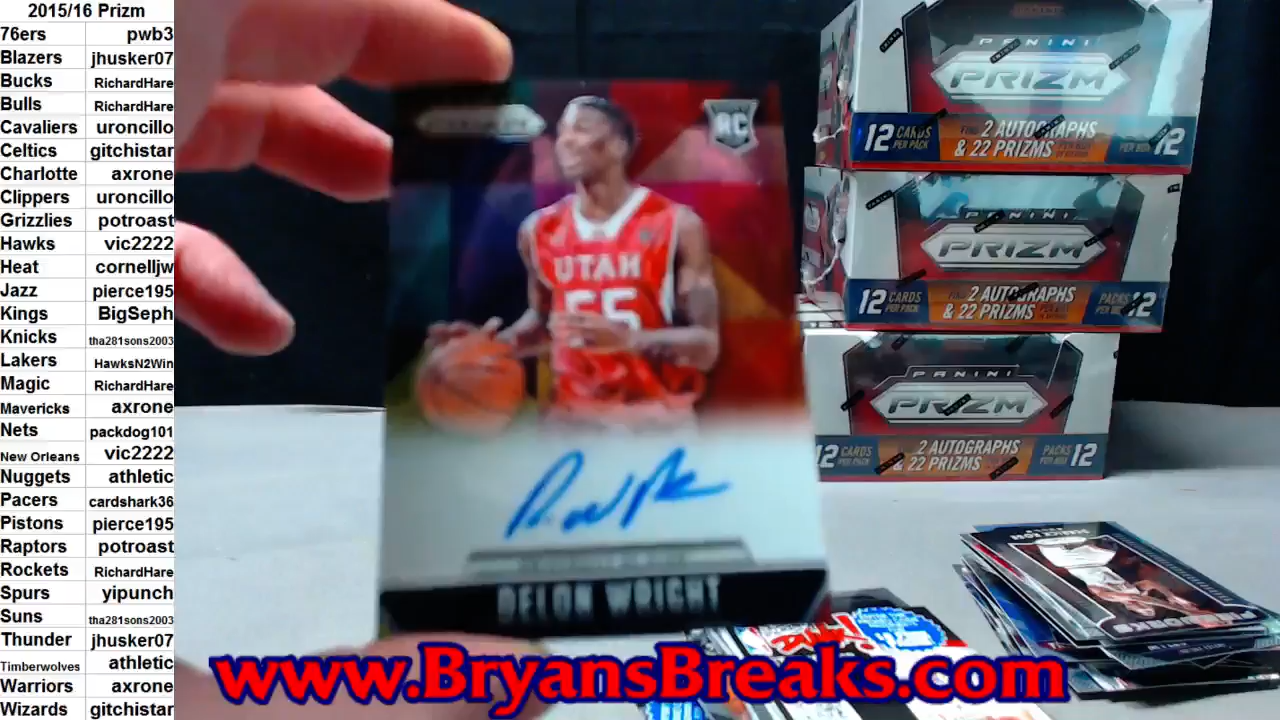 2015/16 Prizm
76ers pwb3
Blazers jhusker07
Bucks RichardHare
Bulls RichardHare
Cavaliers uroncillo
Celtics gitchistar
Charlotte axrone
Clippers uroncillo
Grizzlies potroast
Hawks vic2222
Heat cornelljw
Jazz pierce195
Kings BigSeph
Knicks tha281sons2003
Lakers HawksN2Win
Magic RichardHare
Mavericks axrone
Nets packdog101
New Orleans vic2222
Nuggets athletic
Pacers cardshark36
Pistons pierce195
Raptors potroast
Rockets RichardHare
Spurs yipunch
Suns tha281sons2003
Thunder jhusker07
Timberwolves athletic
Warriors axrone
Wizards gitchistar
RC
UTAH
55
DELON WRIGHT
PANINI
PRIZM
12 CARDS PER PACK
2 AUTOGRAPHS
& 22 PRIZMS
12
PANINI
PRIZM
12 CARDS PER PACK
2 AUTOGRAPHS
& 22 PRIZMS
PACKS 12
PANINI
PRIZM
12 CARDS PER PACK
2 AUTOGRAPHS
& 22 PRIZMS
PACKS PER BOX 12
www.BryansBreaks.com